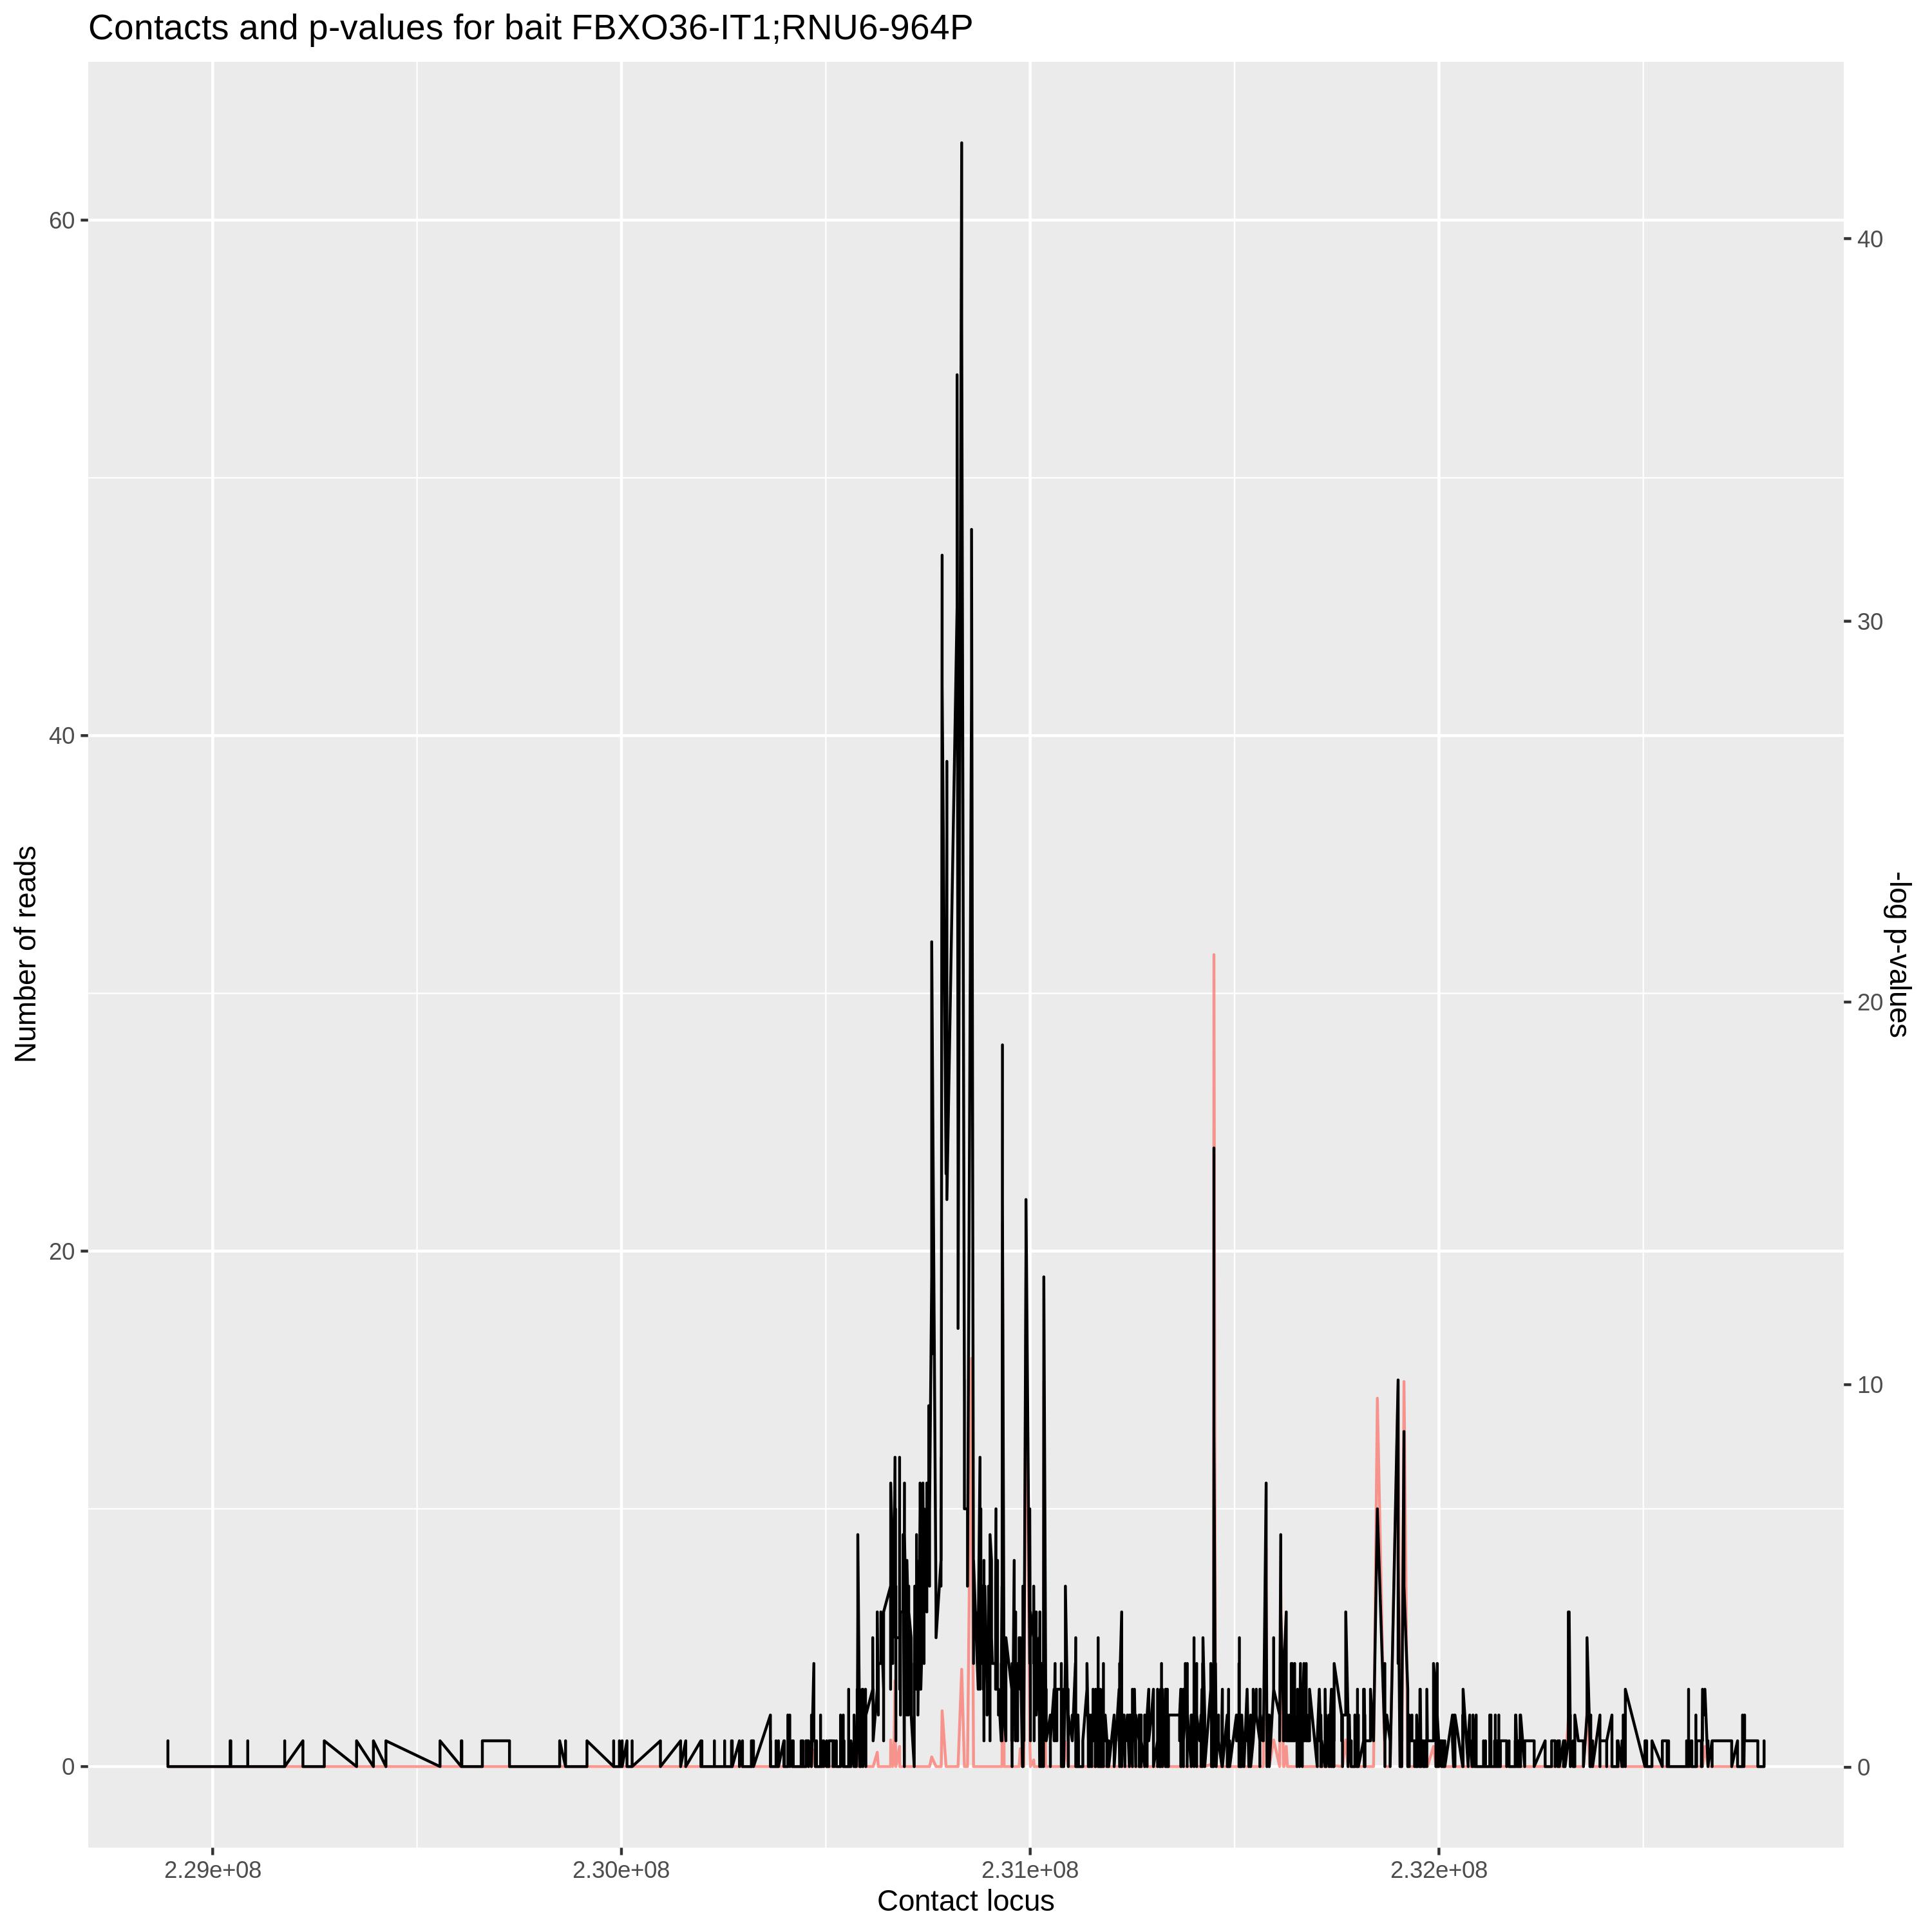 Contacts and p-values for bait FBXO36-IT1;RNU6-964P
60
40
20
0
Number of reads
40
30
20
10
0
-log p-values
2.29e+08
2.30e+08
2.31e+08
2.32e+08
Contact locus